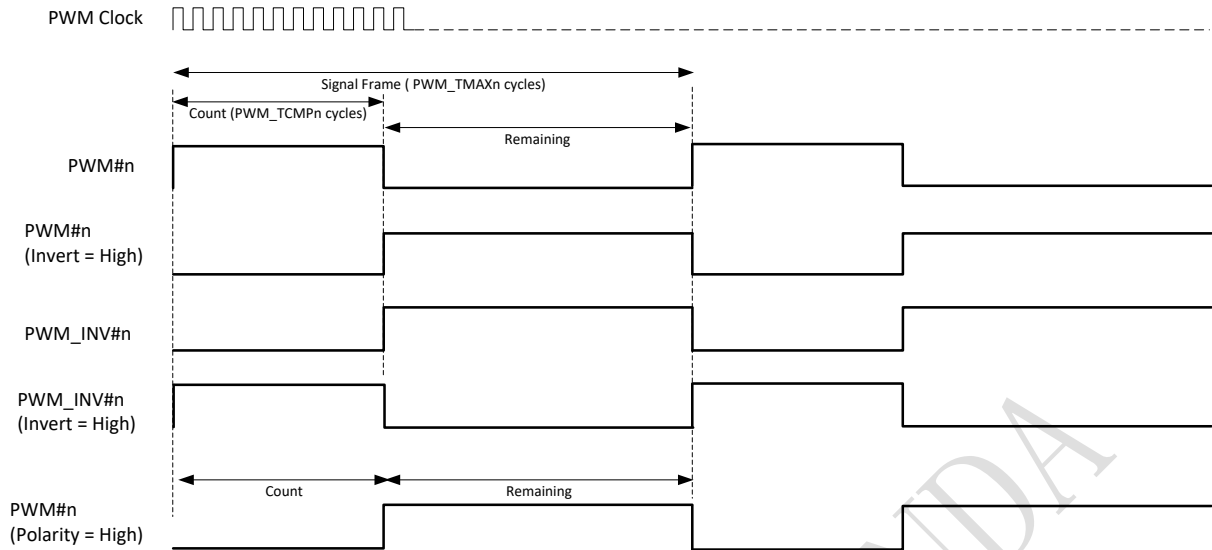 PWM Clock
Signal Frame ( PWM_TMAXn cycles)
Count (PWM_TCMPn cycles)
Remaining
PWM#n
PWM#n
(Invert = High)
PWM_INV#n
PWM_INV#n
(Invert = High)
Count
Remaining
PWM#n
(Polarity = High)
NDA